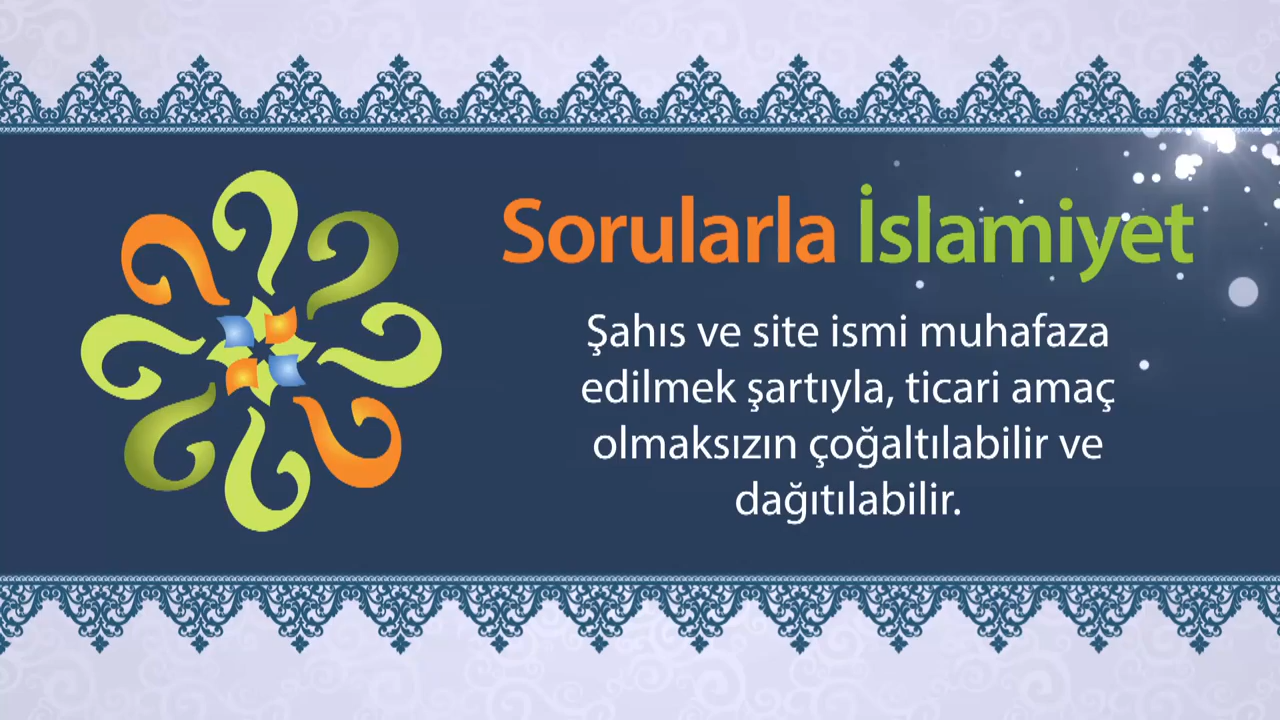 Sorularla İslamiyet
Şahıs ve site ismi muhafaza
edilmek şartıyla, ticari amaç
olmaksızın çoğaltılabilir ve
dağıtılabilir.